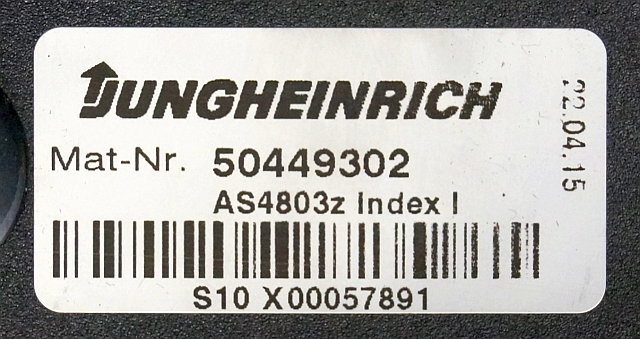 JUNGHEINRICH
Mat-Nr. 50449302
AS4803z Index I
S10 X00057891
22.04.15